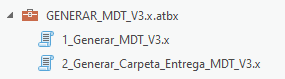 GENERAR_MDT_V3.x.atbx
1_Generar_MDT_V3.x
2_Generar_Carpeta_Entrega_MDT_V3.x